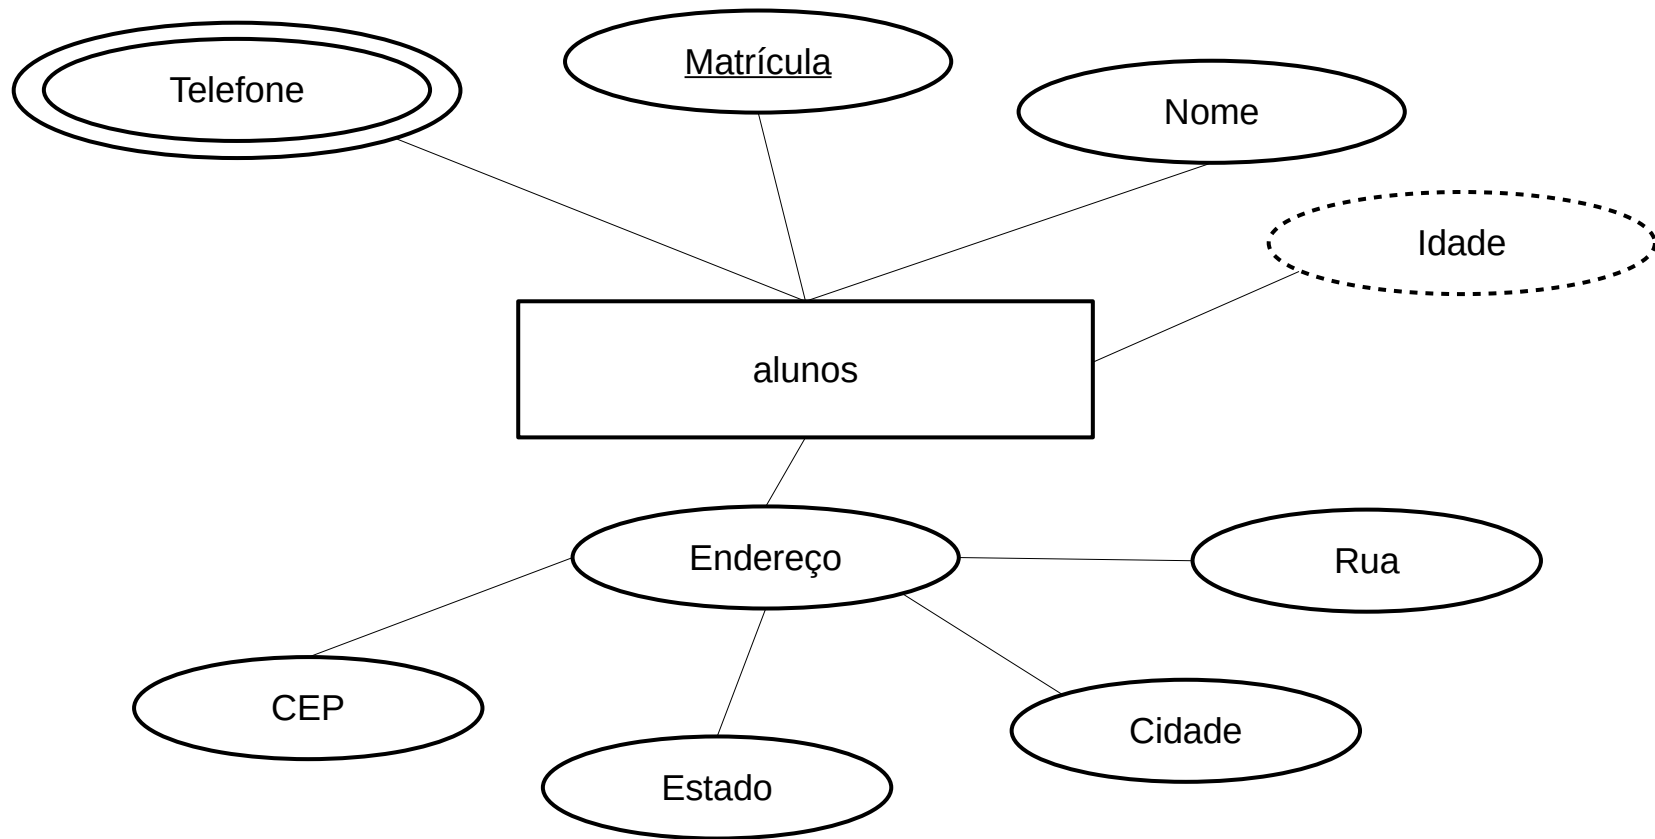 Telefone
Matrícula
Nome
Idade
alunos
Endereço
Rua
CEP
Cidade
Estado